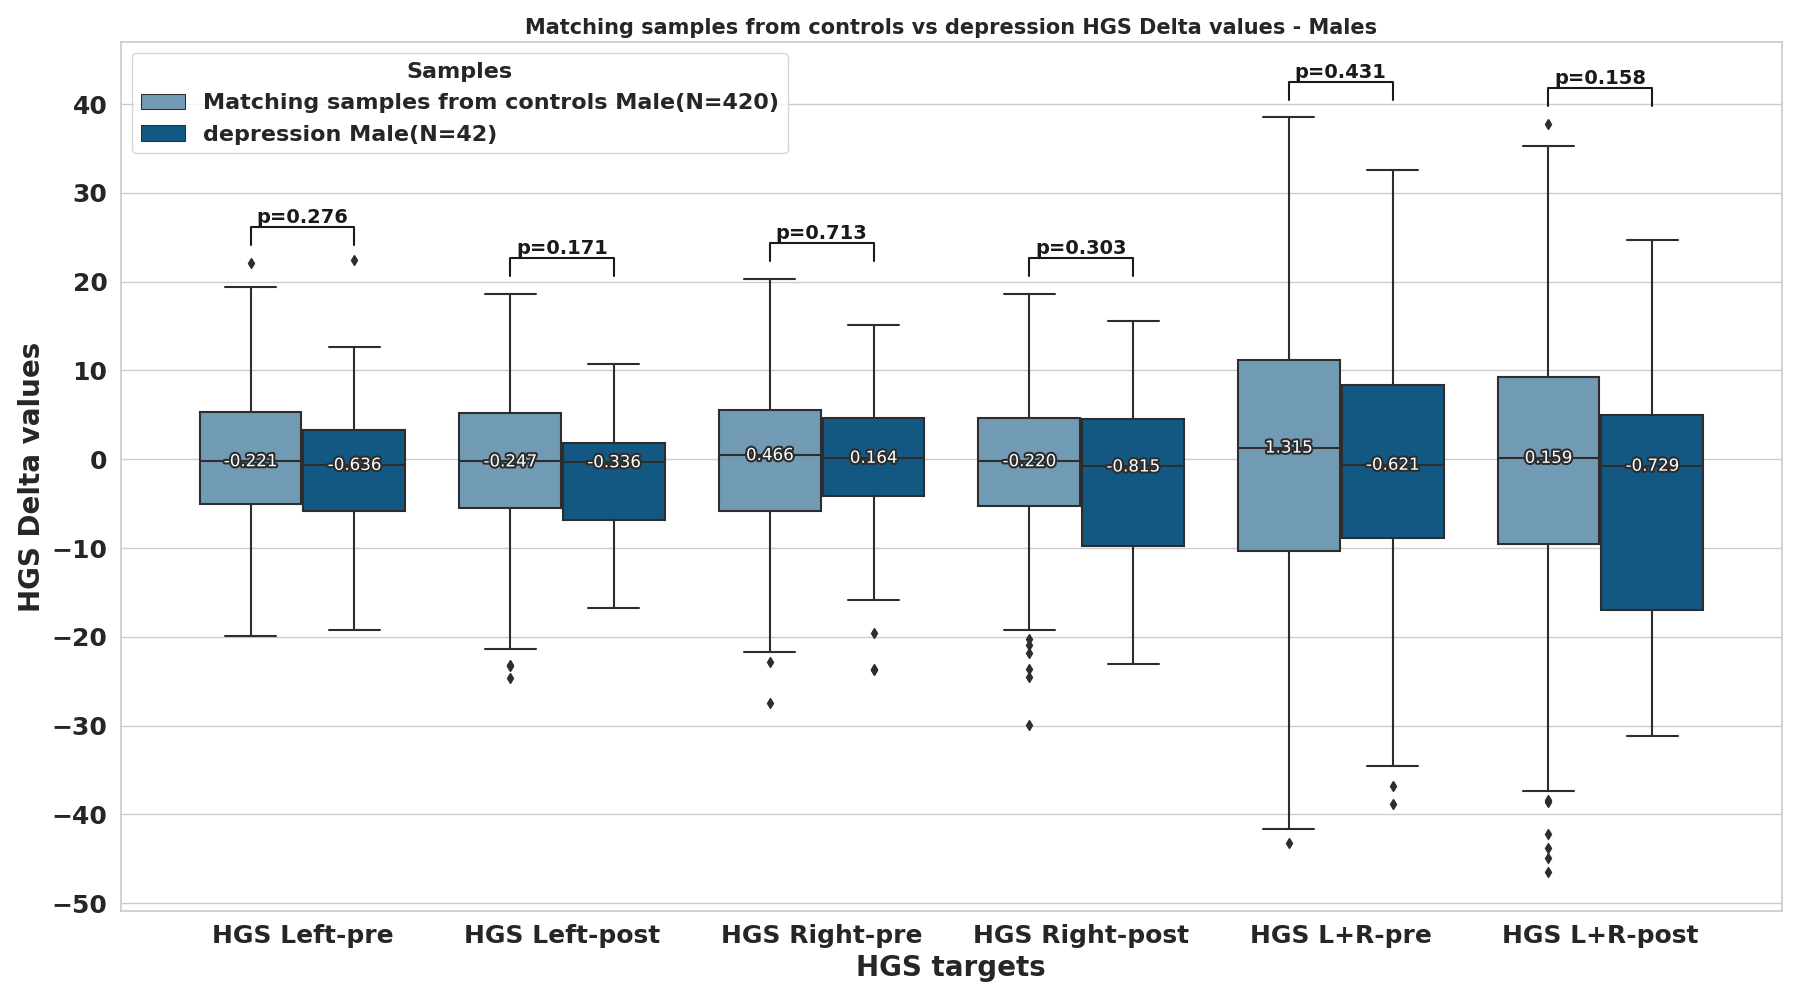 Matching samples from controls vs depression HGS Delta values - Males
Samples
Matching samples from controls Male(N=420)
depression Male(N=42)
HGS Delta values
40
30
20
10
0
−10
−20
−30
−40
−50
p=0.276
p=0.171
p=0.713
p=0.303
p=0.431
p=0.158
-0.221
-0.636
-0.247
-0.336
0.466
0.164
-0.220
-0.815
1.315
-0.621
0.159
-0.729
HGS Left-pre
HGS Left-post
HGS Right-pre
HGS Right-post
HGS L+R-pre
HGS L+R-post
HGS targets